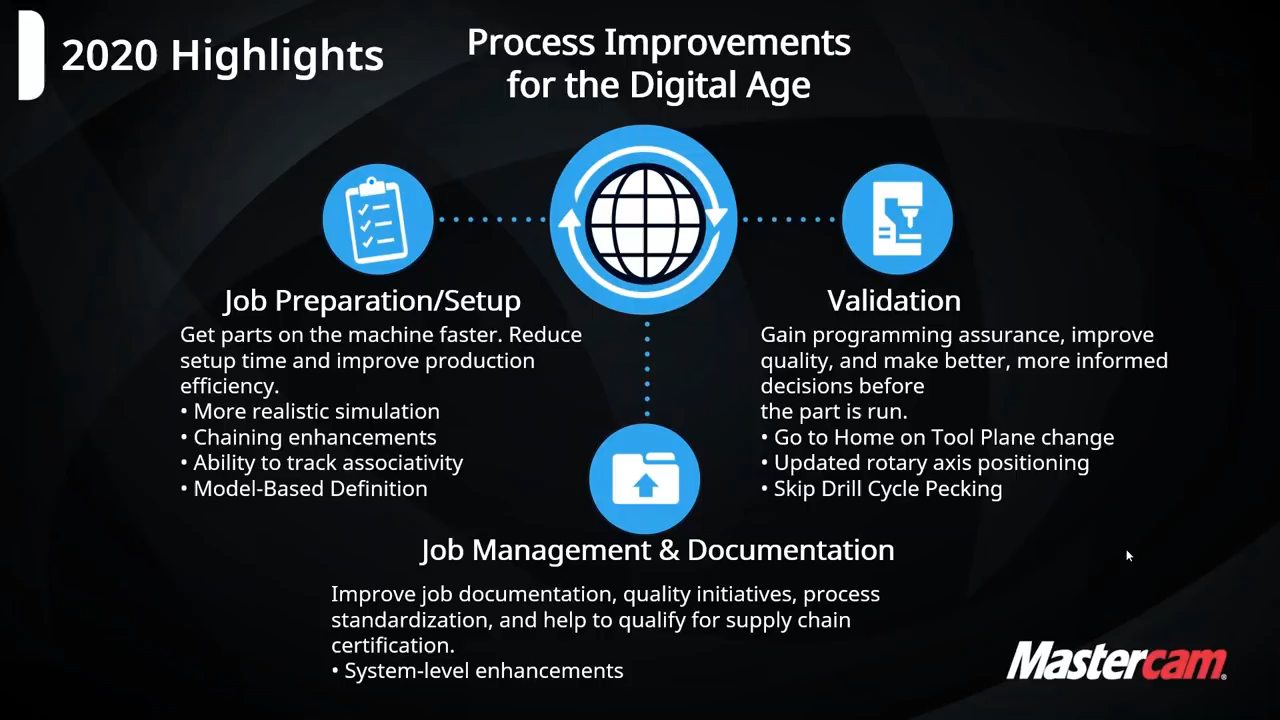 2020 Highlights
Process Improvements
for the Digital Age
Job Preparation/Setup
Get parts on the machine faster. Reduce
setup time and improve production
efficiency.
• More realistic simulation
• Chaining enhancements
• Ability to track associativity
• Model-Based Definition
Validation
Gain programming assurance, improve
quality, and make better, more informed
decisions before
the part is run.
• Go to Home on Tool Plane change
• Updated rotary axis positioning
• Skip Drill Cycle Pecking
Job Management & Documentation
Improve job documentation, quality initiatives, process
standardization, and help to qualify for supply chain
certification.
• System-level enhancements
Mastercam®